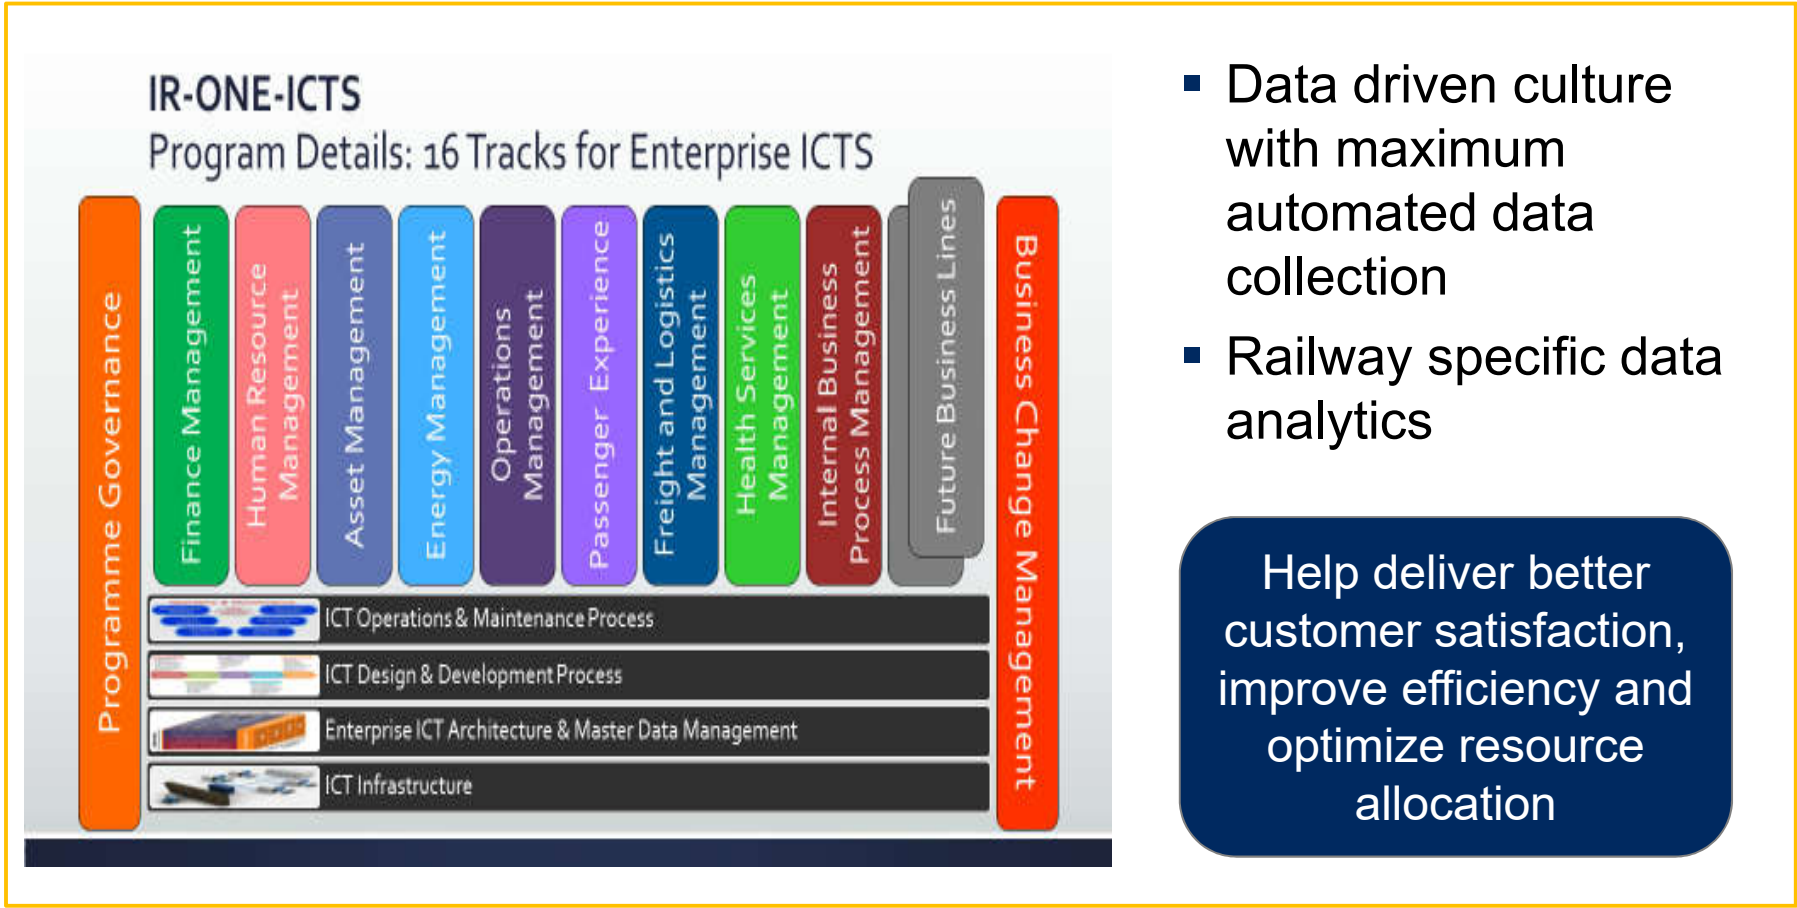 IR-ONE-ICTS
Program Details: 16 Tracks for Enterprise ICTS
Programme Governance
Finance Management
Human Resource
Management
Asset Management
Energy Management
Operations
Management
Passenger Experience
Freight and Logistics
Management
Health Services
Management
Internal Business
Process Management
Future Business Lines
Business Change Management
ICT Operations & Maintenance Process
ICT Design & Development Process
Enterprise ICT Architecture & Master Data Management
ICT Infrastructure
▪ Data driven culture
with maximum
automated data
collection
▪ Railway specific data
analytics
Help deliver better
customer satisfaction,
improve efficiency and
optimize resource
allocation